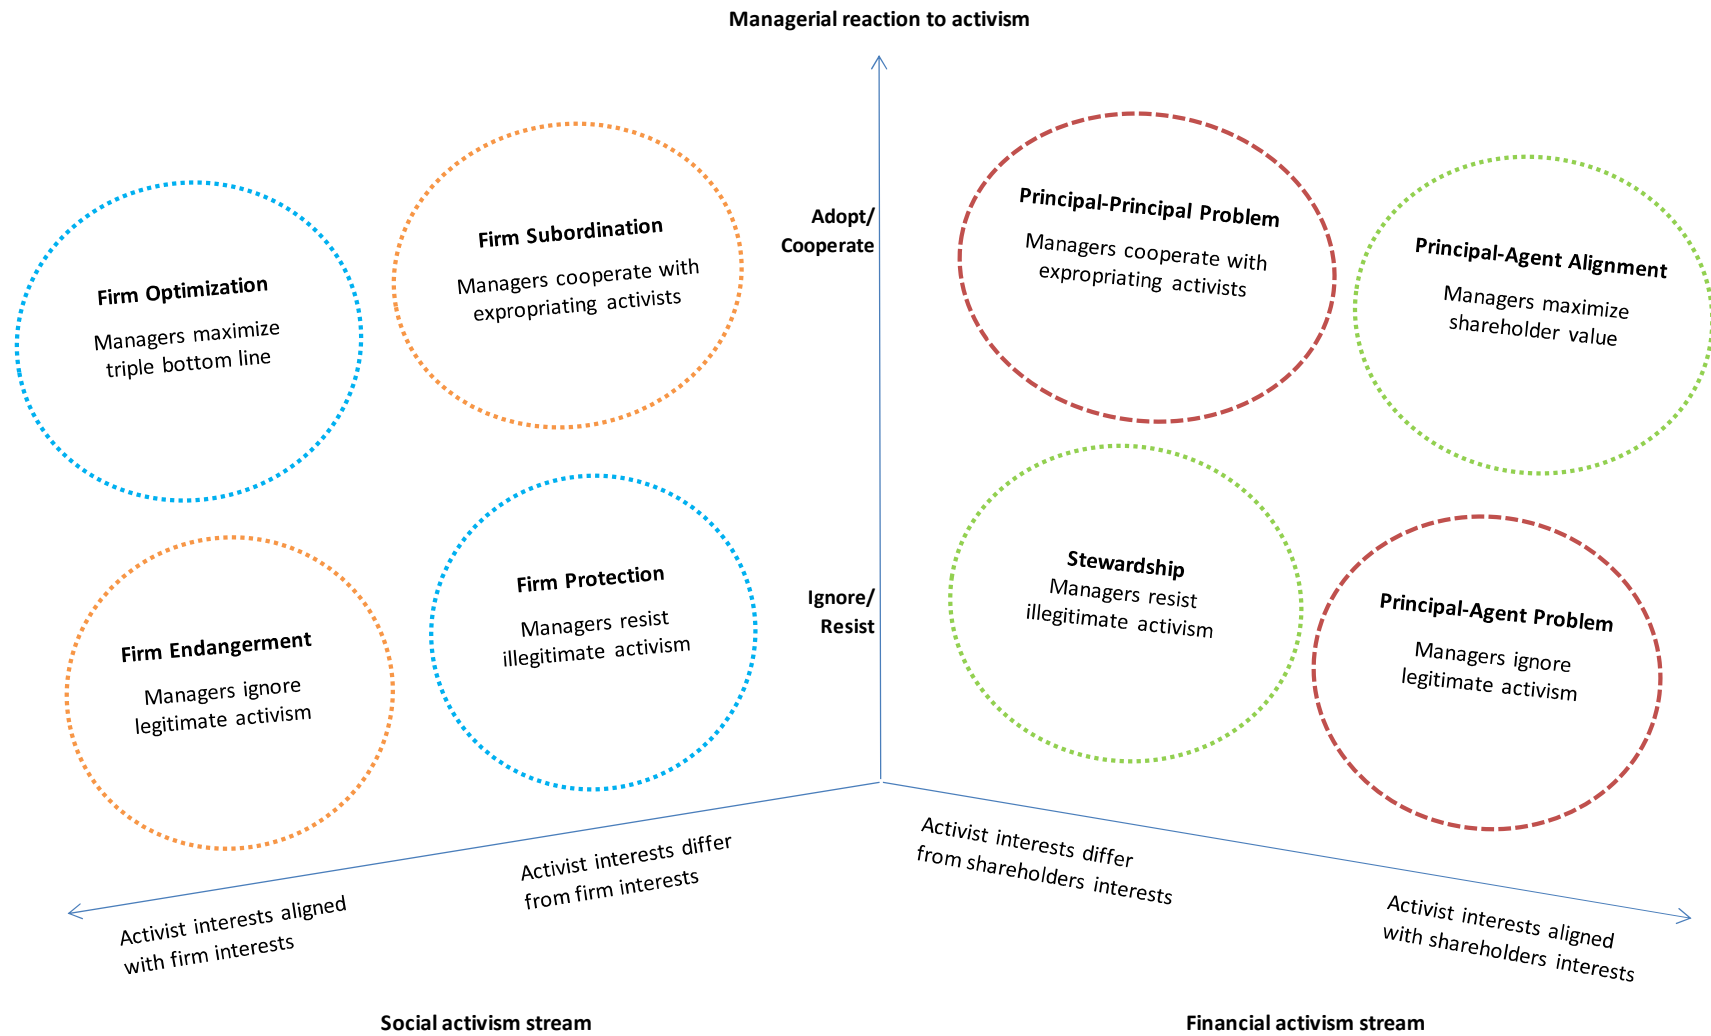 Managerial reaction to activism
Adopt/
Cooperate
Ignore/
Resist
Firm Optimization
Managers maximize
triple bottom line
Firm Subordination
Managers cooperate with
expropriating activists
Firm Endangerment
Managers ignore
legitimate activism
Firm Protection
Managers resist
illegitimate activism
Principal-Principal Problem
Managers cooperate with
expropriating activists
Principal-Agent Alignment
Managers maximize
shareholder value
Stewardship
Managers resist
illegitimate activism
Principal-Agent Problem
Managers ignore
legitimate activism
Activist interests aligned
with firm interests
Activist interests differ
from firm interests
Activist interests differ
from shareholders interests
Activist interests aligned
with shareholders interests
Social activism stream
Financial activism stream